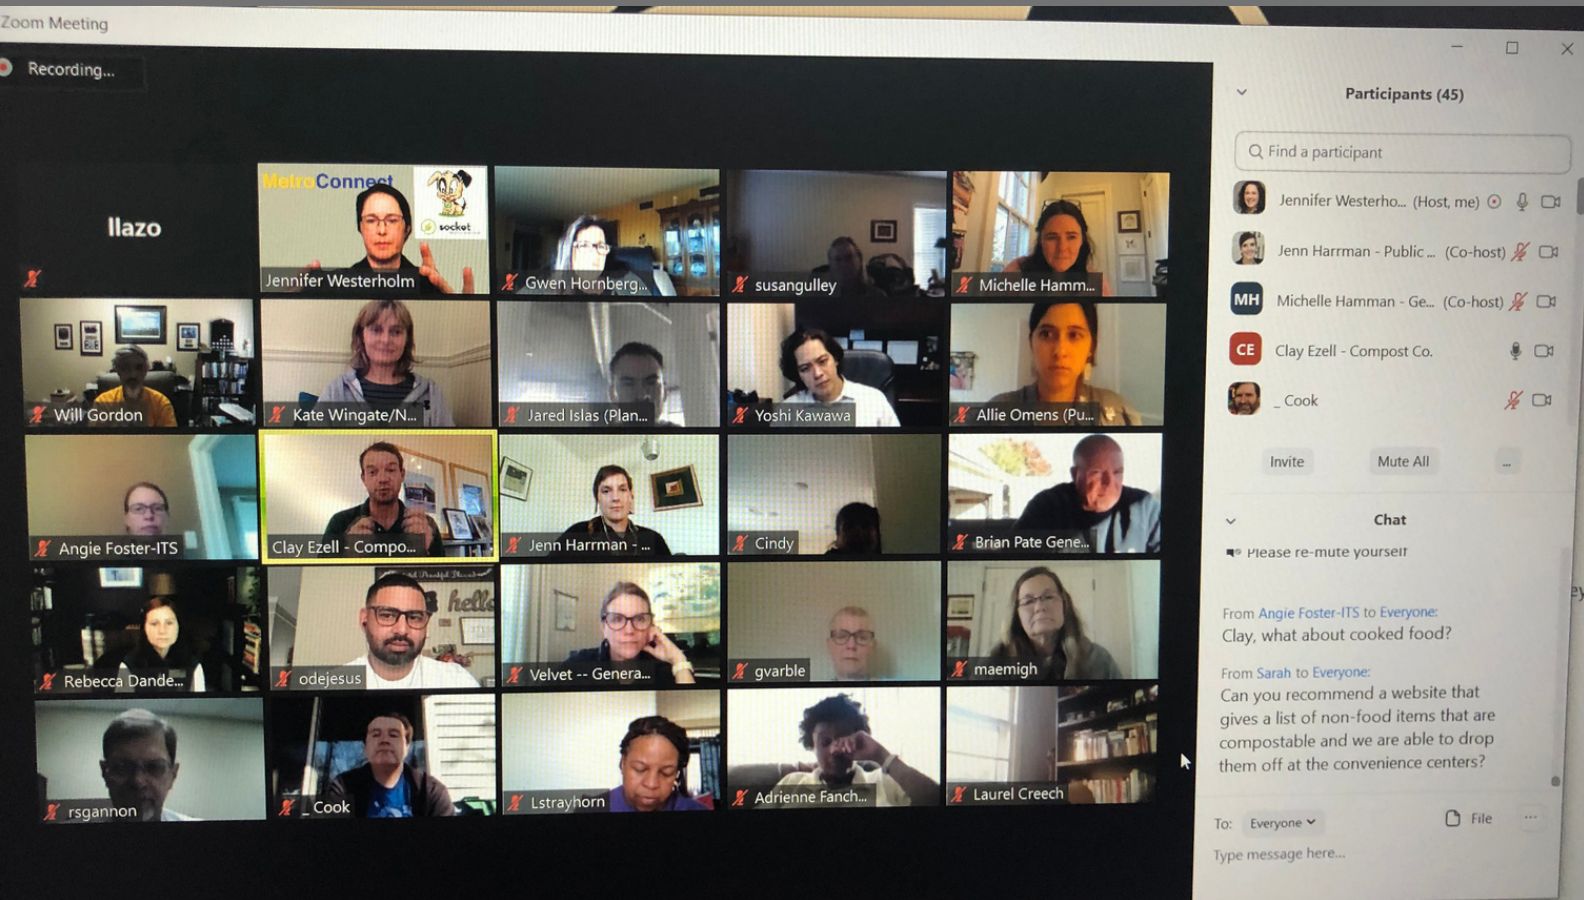 Zoom Meeting
Recording...
Participants (45)
Find a participant
Jennifer Westerho... (Host, me)
Jenn Harrman - Public ... (Co-host)
MH Michelle Hamman - Ge... (Co-host)
CE Clay Ezell - Compost Co.
_ Cook
Invite Mute All ...
Chat
Please re-mute yourself
From Angie Foster-ITS to Everyone:
Clay, what about cooked food?
From Sarah to Everyone:
Can you recommend a website that
gives a list of non-food items that are
compostable and we are able to drop
them off at the convenience centers?
To: Everyone File ...
Type message here...
llazo
MetroConnect
socket
Jennifer Westerholm
Gwen Hornberg...
susangulley
Michelle Hamm...
Will Gordon
Kate Wingate/N...
Jared Islas (Plan...
Yoshi Kawawa
Allie Omens (Pu...
Angie Foster-ITS
Clay Ezell - Compo...
Jenn Harrman - ...
Cindy
Brian Pate Gene...
Rebecca Dande...
hello
odejesus
Velvet -- Genera...
gvarble
maemigh
rsgannon
_ Cook
Lstrayhorn
Adrienne Fanch...
Laurel Creech